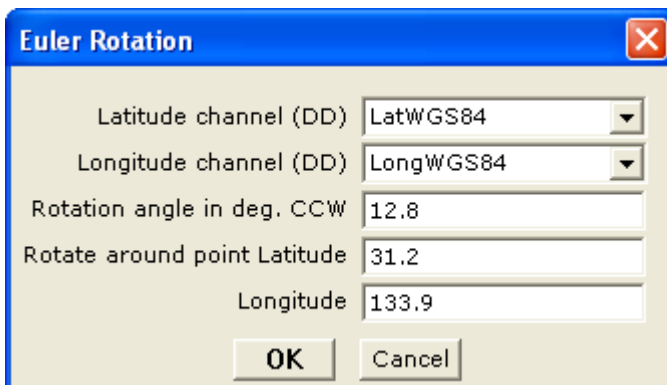 Euler Rotation
Latitude channel (DD) LatWGS84
Longitude channel (DD) LongWGS84
Rotation angle in deg. CCW 12.8
Rotate around point Latitude 31.2
Longitude 133.9
OK Cancel